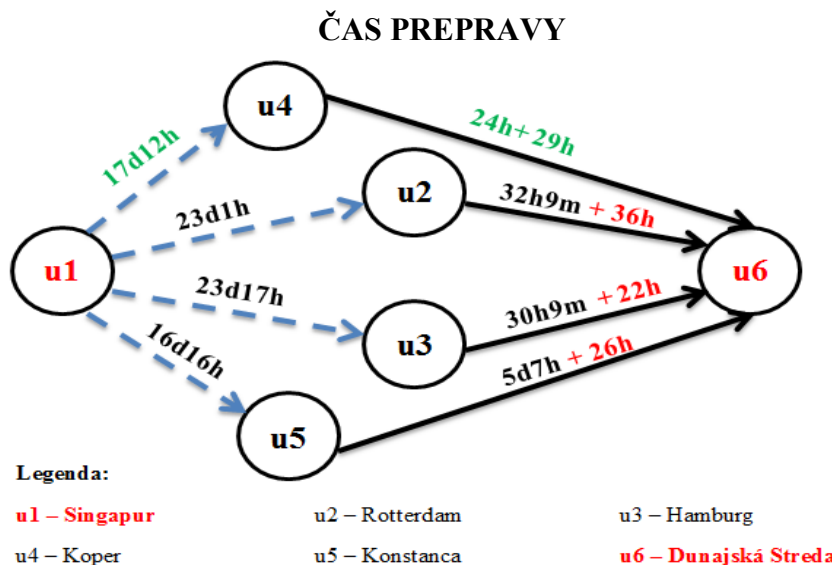 ČAS PREPRAVY
u4
17d12h
24h+ 29h
u2
23d1h
32h9m + 36h
u1
u6
23d17h
30h9m +22h
u3
16d16h
5d7h + 26h
u5
Legenda:
u1 – Singapur u2 – Rotterdam u3 – Hamburg
u4 – Koper u5 – Konstanca u6 – Dunajská Streda